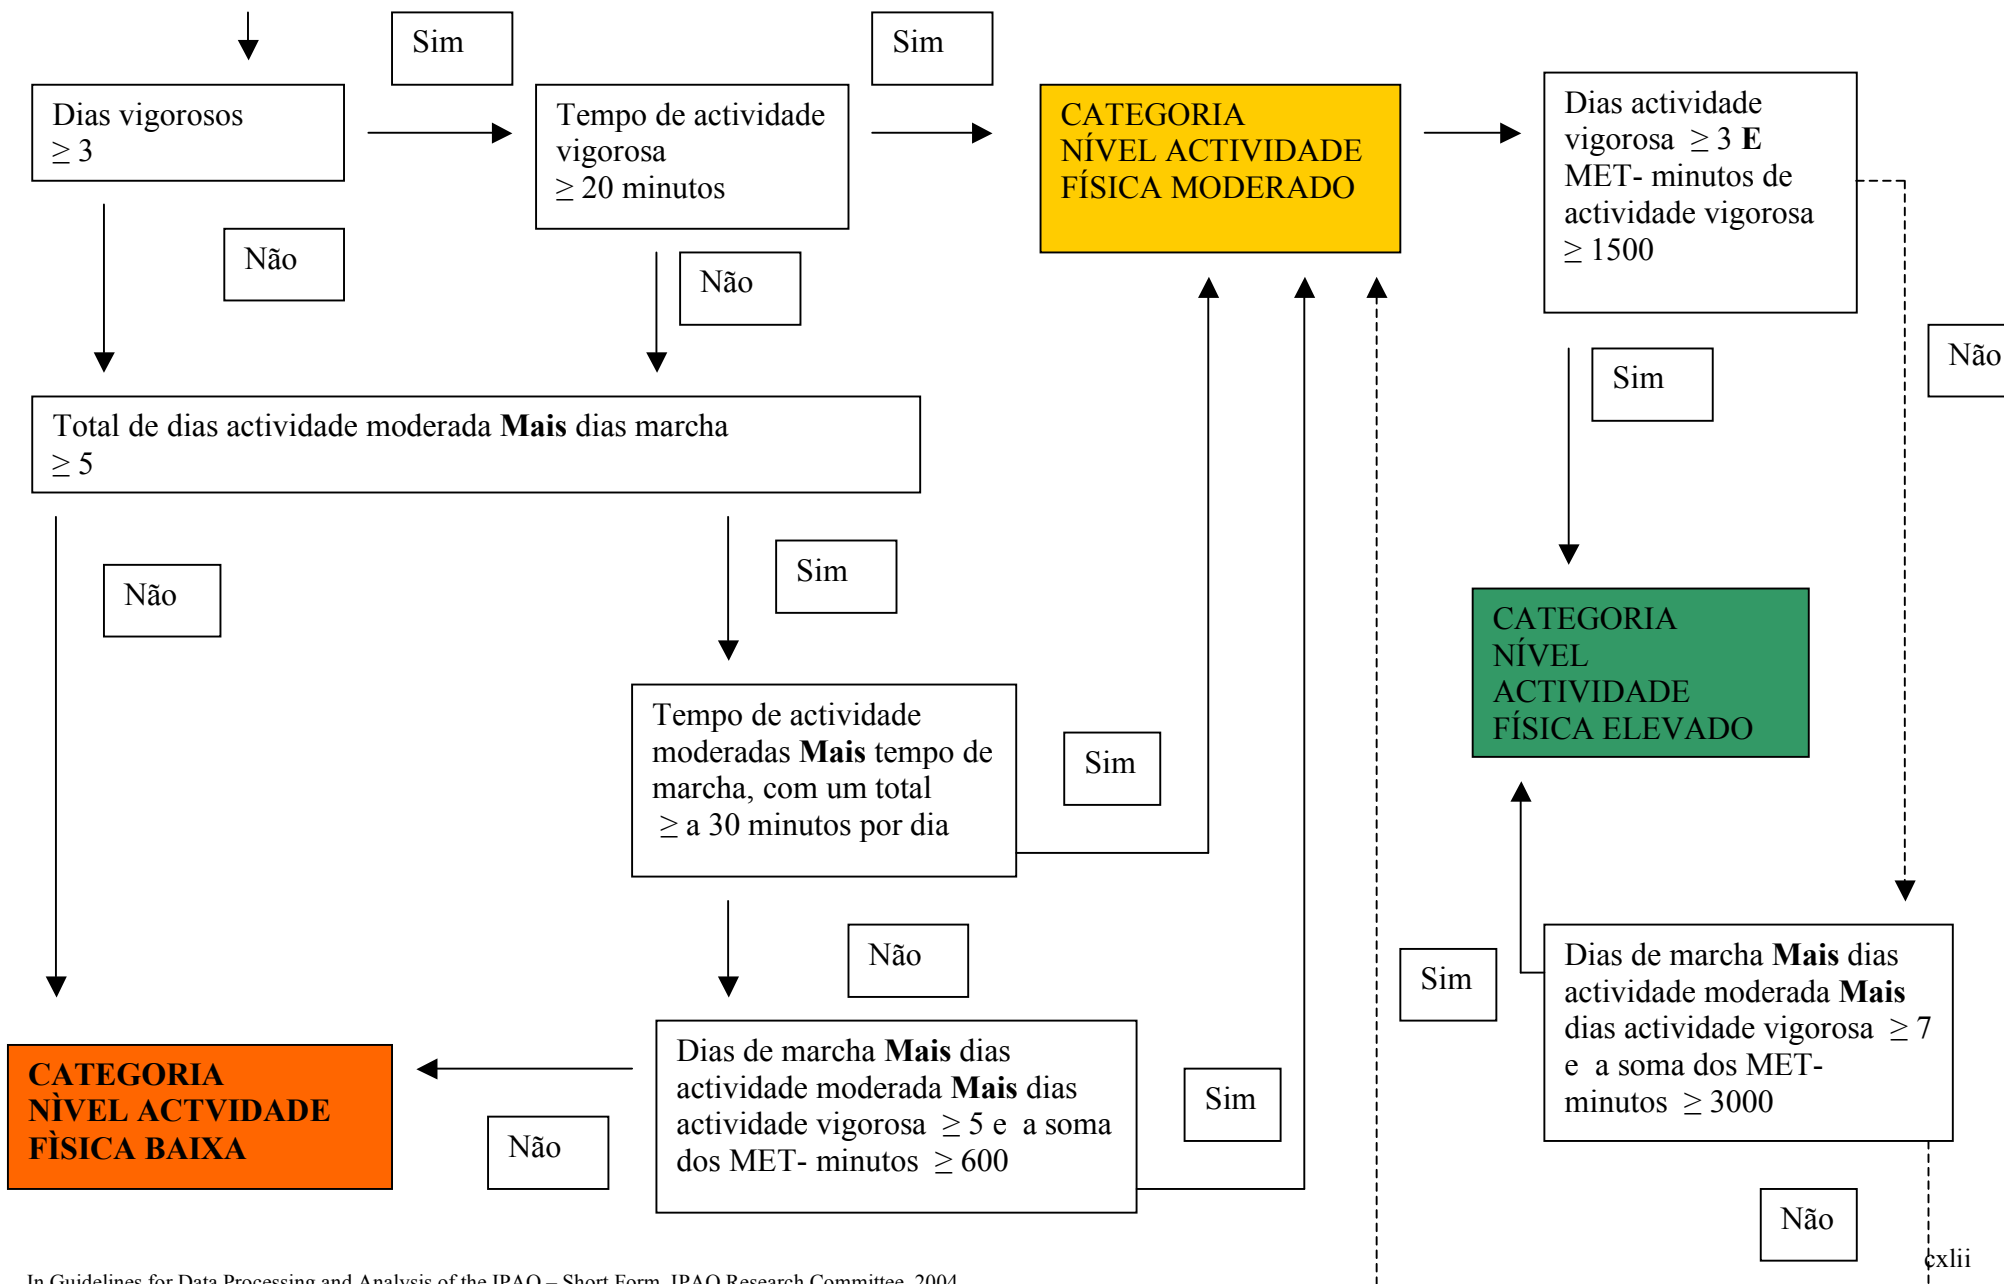 Sim
Sim
Dias vigorosos
≥ 3
Tempo de actividade
vigorosa
≥ 20 minutos
CATEGORIA
NÍVEL ACTIVIDADE
FÍSICA MODERADO
Dias actividade
vigorosa ≥ 3 E
MET- minutos de
actividade vigorosa
≥ 1500
Não
Não
Sim
Não
Total de dias actividade moderada Mais dias marcha
≥ 5
Não
Sim
CATEGORIA
NÍVEL
ACTIVIDADE
FÍSICA ELEVADO
Tempo de actividade
moderadas Mais tempo de
marcha, com um total
≥ a 30 minutos por dia
Sim
Não
Sim
Dias de marcha Mais dias
actividade moderada Mais
dias actividade vigorosa ≥ 7
e a soma dos MET-
minutos ≥ 3000
CATEGORIA
NÌVEL ACTVIDADE
FÌSICA BAIXA
Não
Dias de marcha Mais dias
actividade moderada Mais dias
actividade vigorosa ≥ 5 e a soma
dos MET- minutos ≥ 600
Sim
Não
cxlii
In Guidelines for Data Processing and Analysis of the IPAQ – Short Form, IPAQ Research Committee, 2004